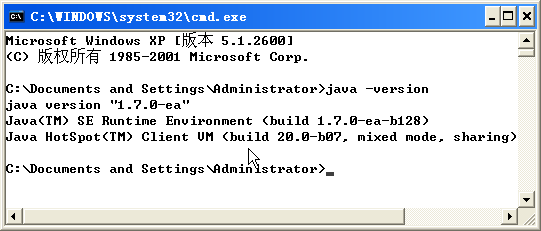 C:\WINDOWS\system32\cmd.exe
Microsoft Windows XP [版本 5.1.2600]
(C) 版权所有 1985-2001 Microsoft Corp.
C:\Documents and Settings\Administrator>java -version
java version "1.7.0-ea"
Java(TM) SE Runtime Environment (build 1.7.0-ea-b128)
Java HotSpot(TM) Client VM (build 20.0-b07, mixed mode, sharing)
C:\Documents and Settings\Administrator>_